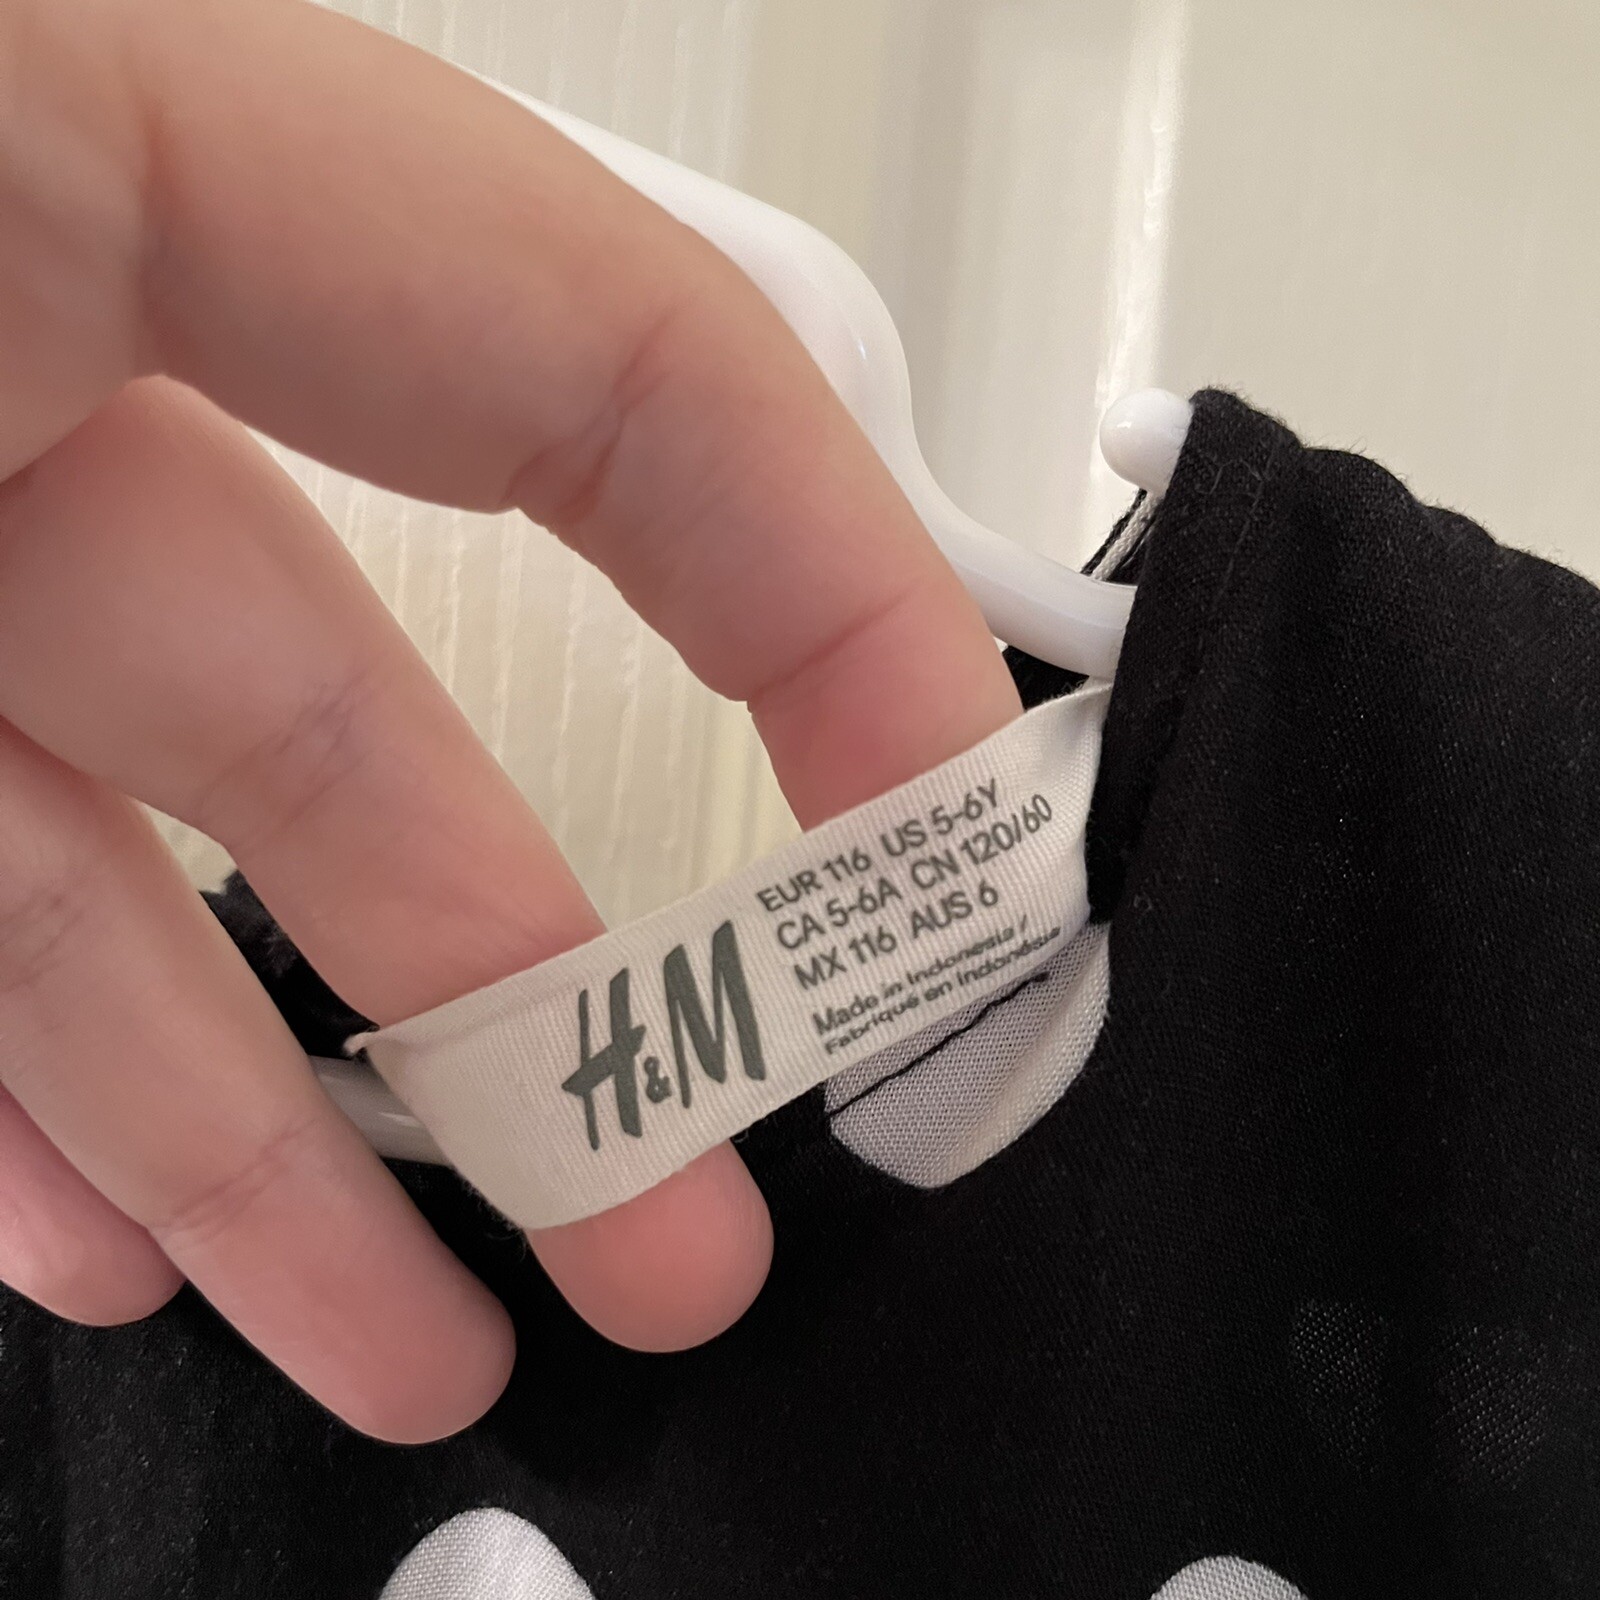 H&M
EUR 116 US 5-6Y
CA 5-6A CN 120/60
MX 116 AUS 6
Made in Indonesia /
Fabriqué en Indonésie